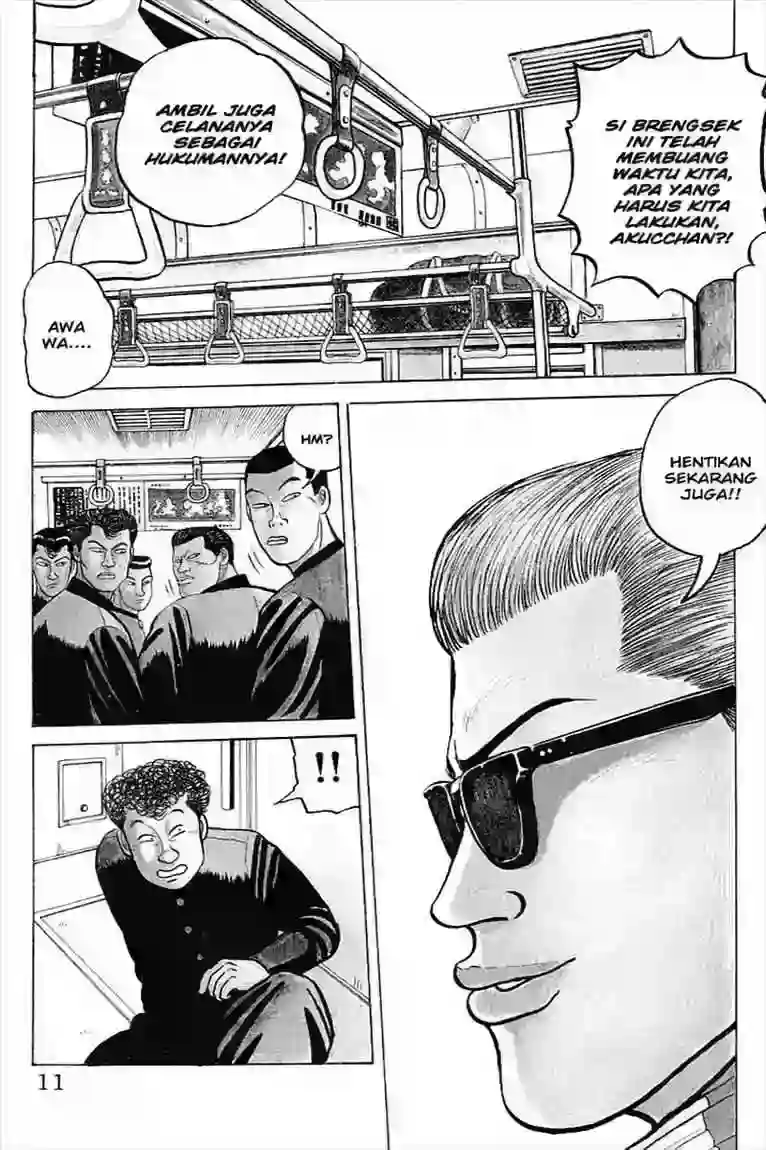 SI BRENGSEK
INI TELAH
MEMBUANG
WAKTU KITA,
APA YANG
HARUS KITA
LAKUKAN,
AKUCCHAN?!
AMBIL JUGA
CELANANYA
SEBAGAI
HUKUMANNYA!
AWA
WA....
HENTIKAN
SEKARANG
JUGA!!
HM?
!!
11